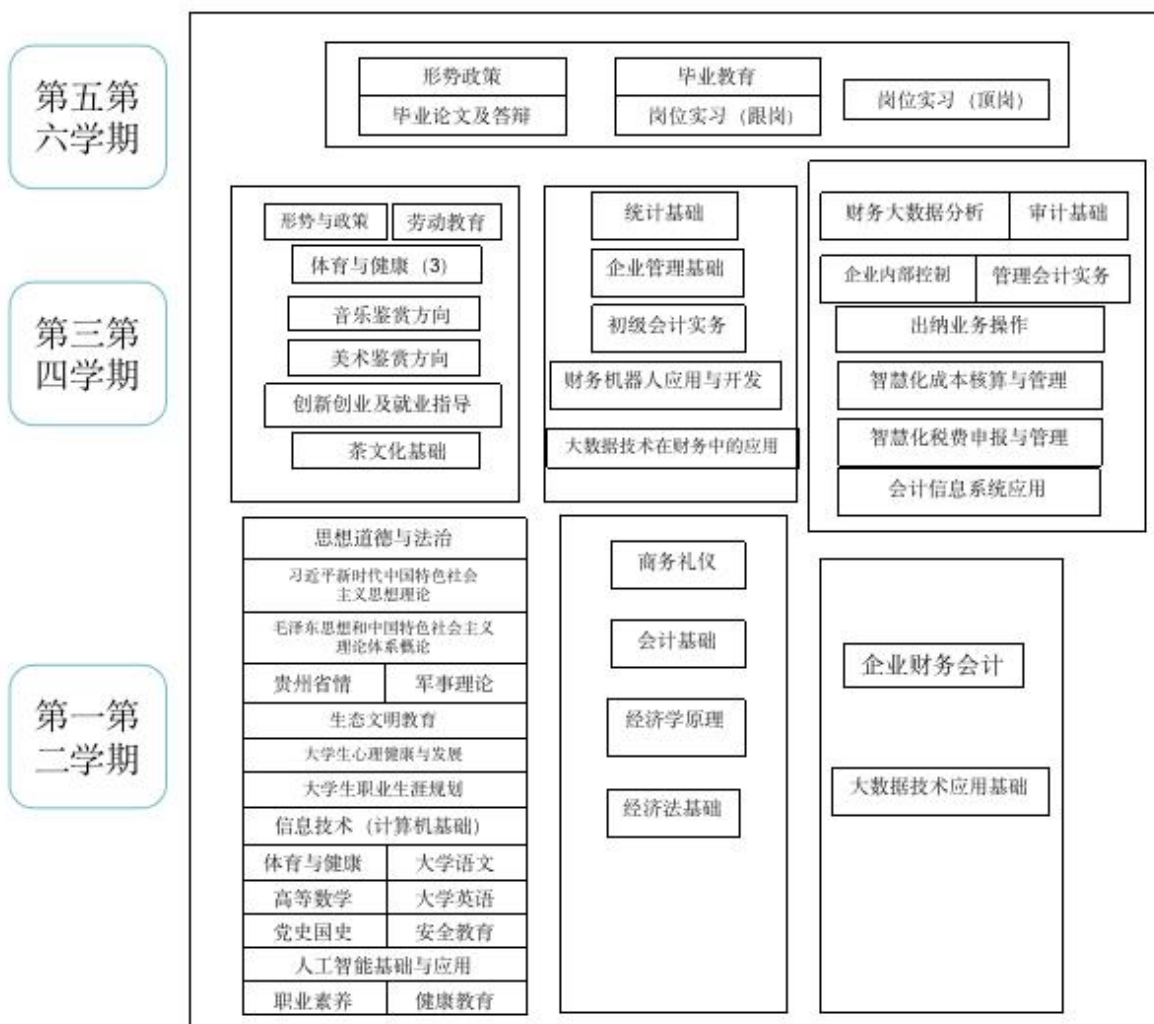 第五第
六学期
形势政策
毕业论文及答辩
毕业教育
岗位实习（跟岗）
岗位实习（顶岗）
第三第
四学期
形势与政策
劳动教育
体育与健康（3）
音乐鉴赏方向
美术鉴赏方向
创新创业及就业指导
茶文化基础
统计基础
企业管理基础
初级会计实务
财务机器人应用与开发
大数据技术在财务中的应用
财务大数据分析
审计基础
企业内部控制
管理会计实务
出纳业务操作
智慧化成本核算与管理
智慧化税费申报与管理
会计信息系统应用
第一第
二学期
思想道德与法治
习近平新时代中国特色社会
主义思想理论
毛泽东思想和中国特色社会主义
理论体系概论
贵州省情
军事理论
生态文明教育
大学生心理健康与发展
大学生职业生涯规划
信息技术（计算机基础）
体育与健康
大学语文
高等数学
大学英语
党史国史
安全教育
人工智能基础与应用
职业素养
健康教育
商务礼仪
会计基础
经济学原理
经济法基础
企业财务会计
大数据技术应用基础